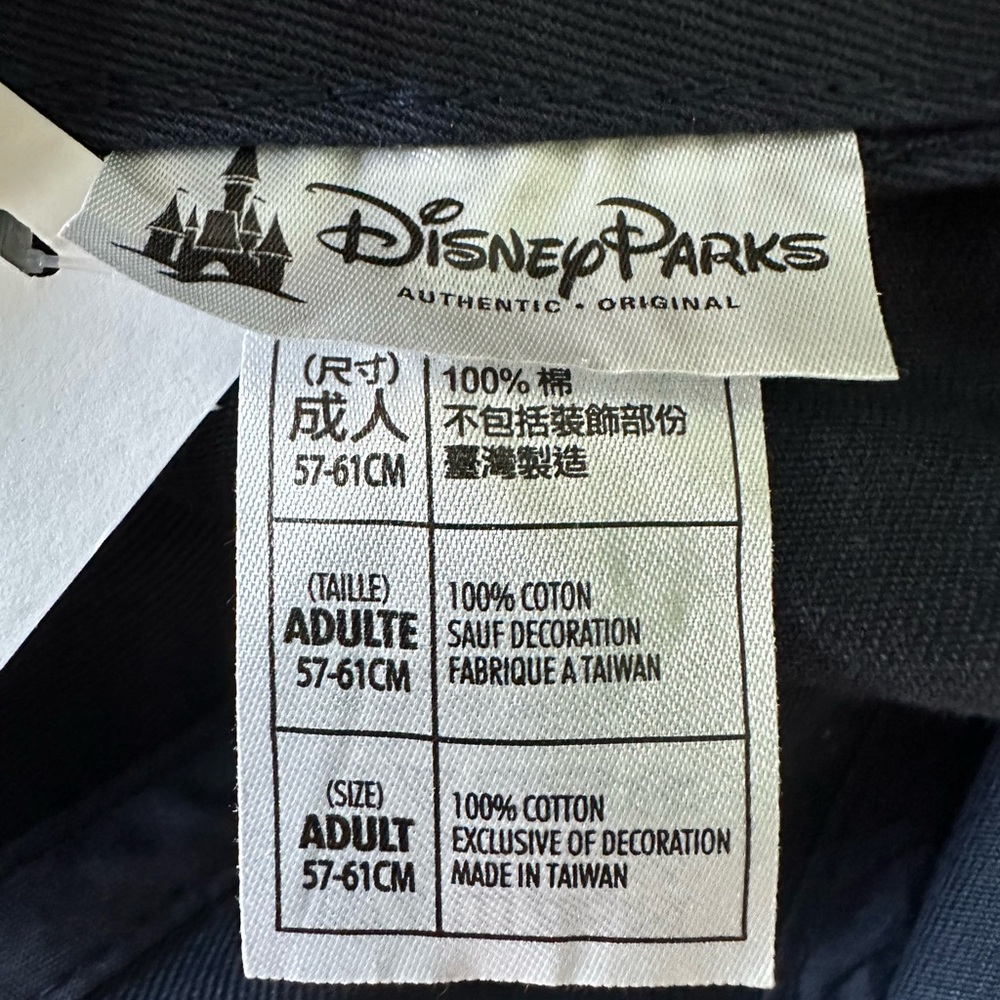 DISNEY PARKS
AUTHENTIC • ORIGINAL
(尺寸)
成人
57-61CM
100% 棉
不包括裝飾部份
臺灣製造
(TAILLE)
ADULTE
57-61CM
100% COTON
SAUF DECORATION
FABRIQUE A TAIWAN
(SIZE)
ADULT
57-61CM
100% COTTON
EXCLUSIVE OF DECORATION
MADE IN TAIWAN